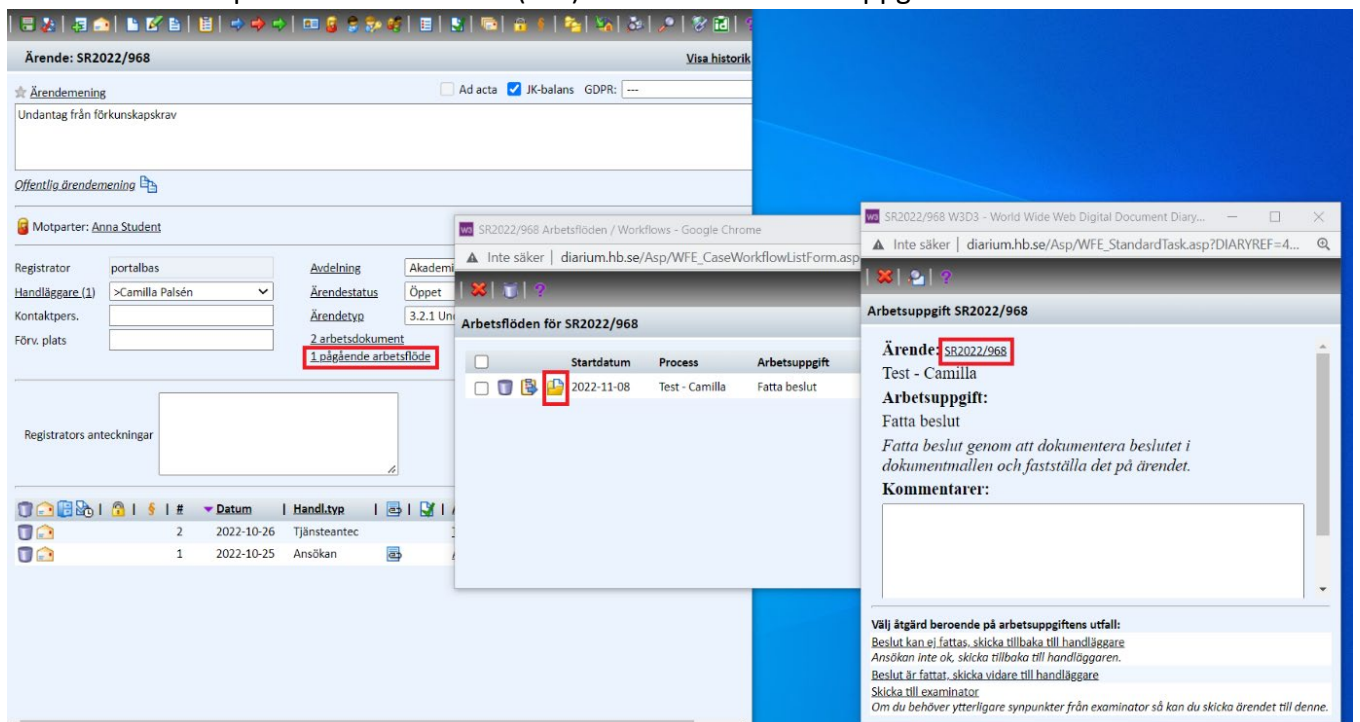 Ärende: SR2022/968
Visa historik
Ärendemening
Ad acta JK-balans GDPR: ---
Undantag från förkunskapskrav
Offentlig ärendemening
Motparter: Anna Student
Registrator portalbas
Avdelning Akademi
Handläggare (1) >Camilla Palsén
Ärendestatus Öppet
Kontaktpers.
Ärendetyp 3.2.1 Un
Förv. plats
2 arbetsdokument
1 pågående arbetsflöde
Registrators anteckningar
# Datum Handl.typ
2 2022-10-26 Tjänsteantec
1 2022-10-25 Ansökan
SR2022/968 Arbetsflöden / Workflows - Google Chrome
Inte säker | diarium.hb.se/Asp/WFE_CaseWorkflowListForm.asp
Arbetsflöden för SR2022/968
Startdatum Process Arbetsuppgift
2022-11-08 Test - Camilla Fatta beslut
SR2022/968 W3D3 - World Wide Web Digital Document Diary...
Inte säker | diarium.hb.se/Asp/WFE_StandardTask.asp?DIARYREF=4...
Arbetsuppgift SR2022/968
Ärende: SR2022/968
Test - Camilla
Arbetsuppgift:
Fatta beslut
Fatta beslut genom att dokumentera beslutet i
dokumentmallen och fastställa det på ärendet.
Kommentarer:
Välj åtgärd beroende på arbetsuppgiftens utfall:
Beslut kan ej fattas, skicka tillbaka till handläggare
Ansökan inte ok, skicka tillbaka till handläggaren.
Beslut är fattat, skicka vidare till handläggare
Skicka till examinator
Om du behöver ytterligare synpunkter från examinator så kan du skicka ärendet till denne.